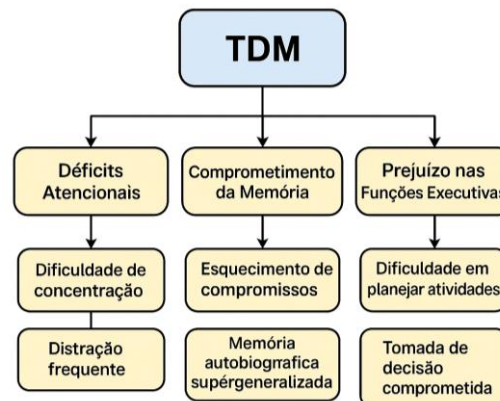 TDM
Déficits
Atencionais
Comprometimento
da Memória
Prejuízo nas
Funções Executivas
Dificuldade de
concentração
Esquecimento de
compromissos
Dificuldade em
planejar atividades
Distração
frequente
Memória
autobiogrrafica
supérgeneralizada
Tomada de
decisão
comprometida